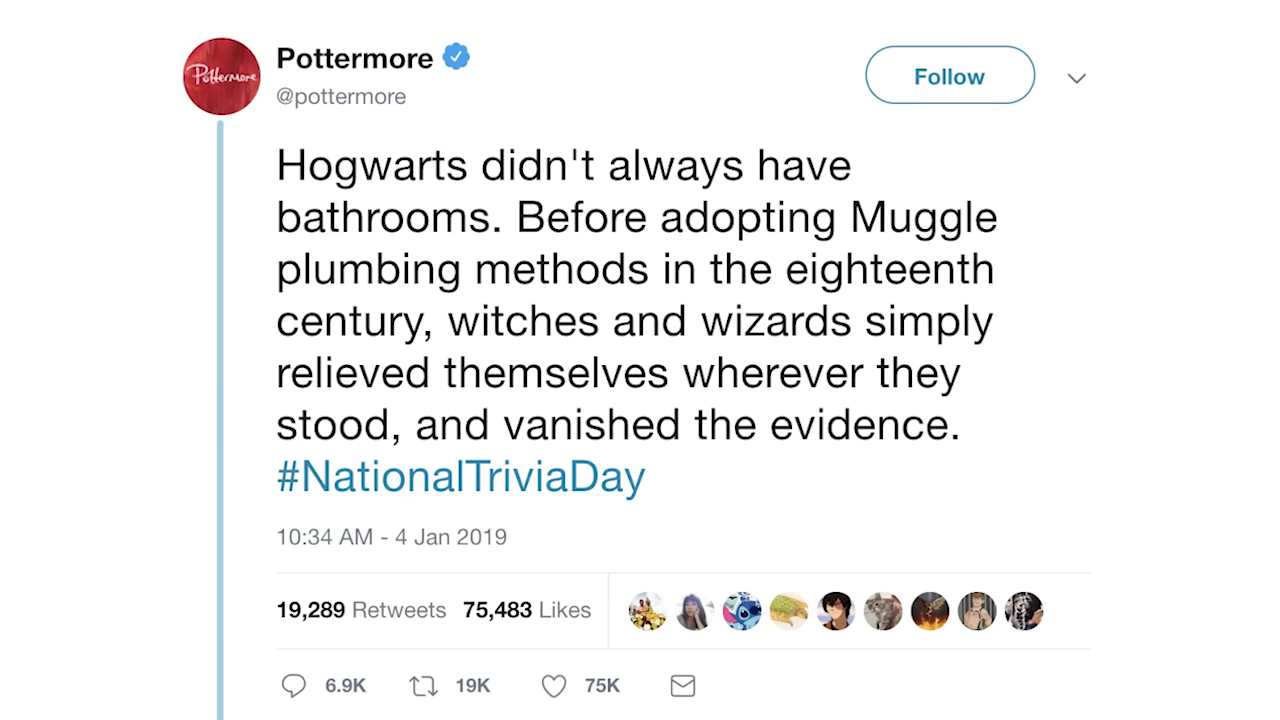 Pottermore
Pottermore
@pottermore
Follow
Hogwarts didn't always have
bathrooms. Before adopting Muggle
plumbing methods in the eighteenth
century, witches and wizards simply
relieved themselves wherever they
stood, and vanished the evidence.
#NationalTriviaDay
10:34 AM - 4 Jan 2019
19,289 Retweets 75,483 Likes
6.9K 19K 75K